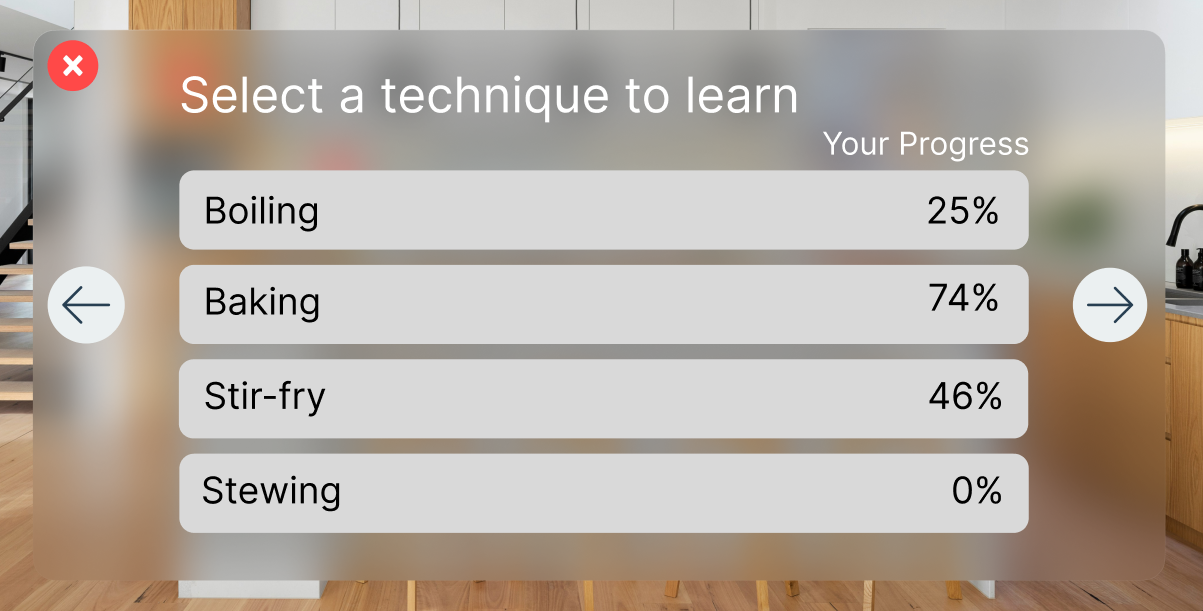 Select a technique to learn
Your Progress
Boiling 25%
Baking 74%
Stir-fry 46%
Stewing 0%